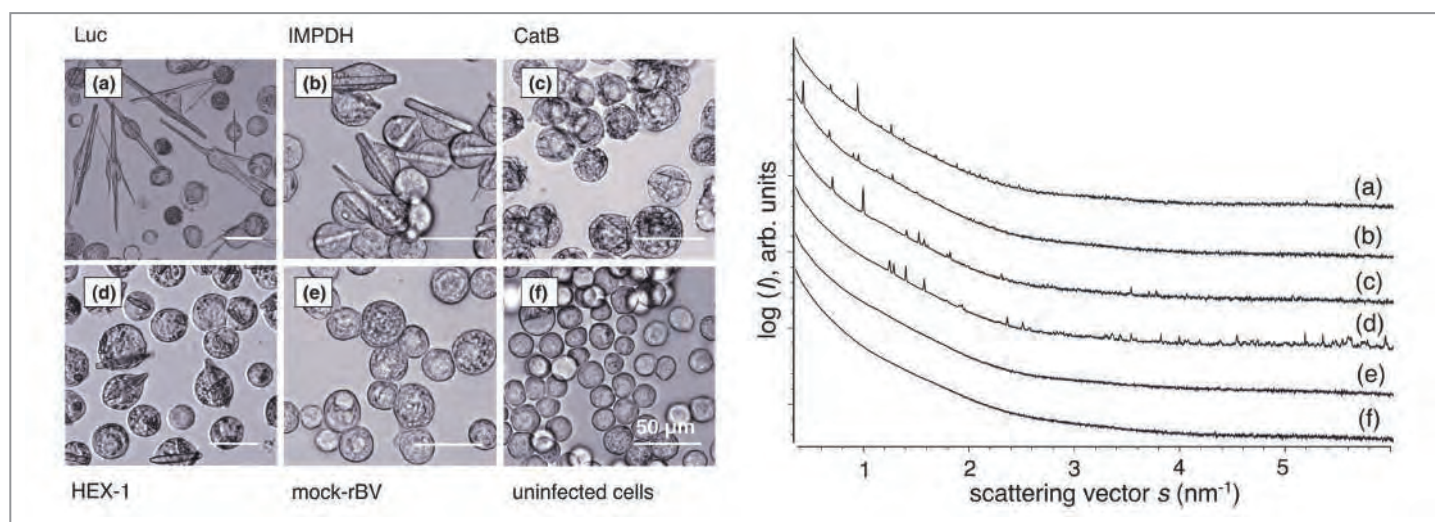 Luc IMPDH CatB
(a) (b) (c)
(d) (e) (f)
50 µm
HEX-1 mock-rBV uninfected cells
log (I), arb. units
(a)
(b)
(c)
(d)
(e)
(f)
1 2 3 4 5
scattering vector s (nm⁻¹)